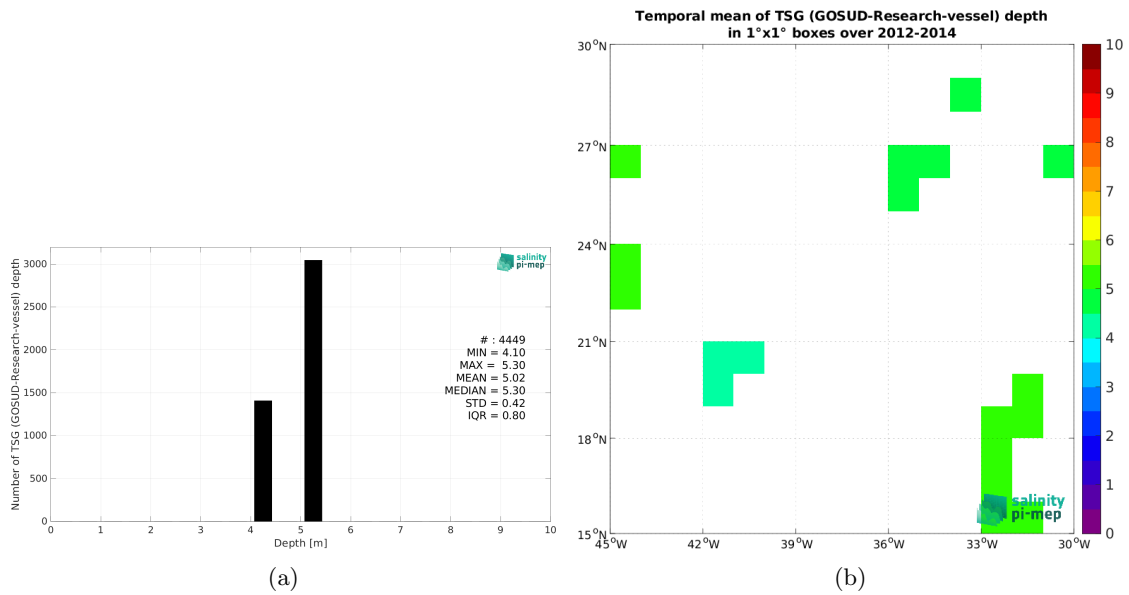 Number of TSG (GOSUD-Research-vessel) depth
3000
2500
2000
1500
1000
500
0
salinity
pi-mep
# : 4449
MIN = 4.10
MAX = 5.30
MEAN = 5.02
MEDIAN = 5.30
STD = 0.42
IQR = 0.80
0 1 2 3 4 5 6 7 8 9 10
Depth [m]
(a)
Temporal mean of TSG (GOSUD-Research-vessel) depth
in 1°x1° boxes over 2012-2014
30°N
27°N
24°N
21°N
18°N
15°N
45°W 42°W 39°W 36°W 33°W 30°W
salinity
pi-mep
10
9
8
7
6
5
4
3
2
1
0
(b)